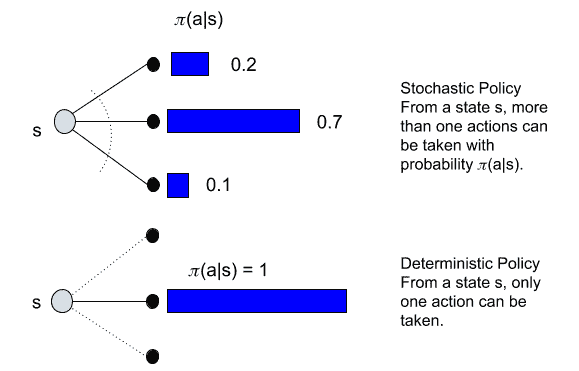 π(a|s)
0.2
s
0.7
0.1
Stochastic Policy
From a state s, more
than one actions can
be taken with
probability π(a|s).
π(a|s) = 1
s
Deterministic Policy
From a state s, only
one action can be
taken.